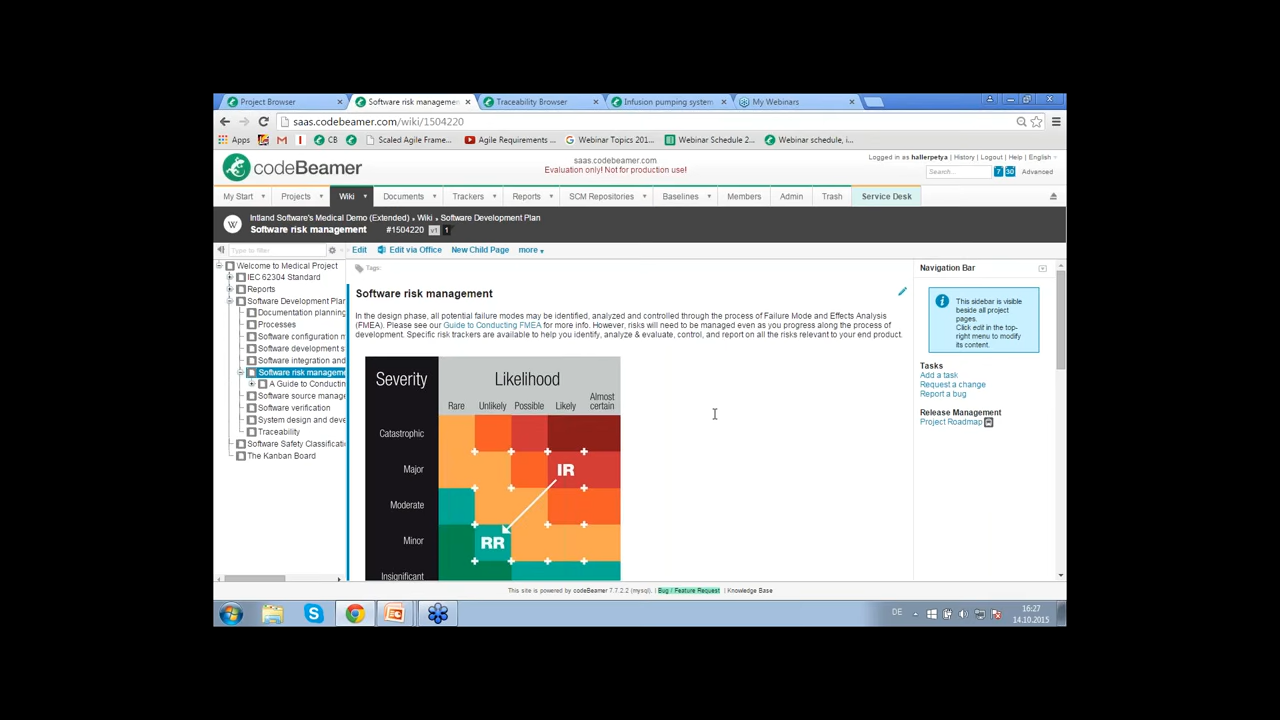 Project Browser
Software risk managemen
Traceability Browser
Infusion pumping system
My Webinars
saas.codebeamer.com/wiki/1504220
Apps
CB
Scaled Agile Frame...
Agile Requirements ...
Webinar Topics 201...
Webinar Schedule 2...
Webinar schedule, i...
codeBeamer
saas.codebeamer.com
Evaluation only! Not for production use!
Logged in as hallerpetya | History | Logout | Help | English
Search...
7 30
Advanced
My Start
Projects
Wiki
Documents
Trackers
Reports
SCM Repositories
Baselines
Members
Admin
Trash
Service Desk
W
Intland Software's Medical Demo (Extended) » Wiki » Software Development Plan
Software risk management #1504220 v1 1
Type to filter
Edit
Edit via Office
New Child Page
more
Welcome to Medical Project
IEC 62304 Standard
Reports
Software Development Plan
Documentation planning
Processes
Software configuration m
Software development s
Software integration and
Software risk manageme
A Guide to Conductin
Software source manage
Software verification
System design and deve
Traceability
Software Safety Classificati
The Kanban Board
Tags:
Software risk management
In the design phase, all potential failure modes may be identified, analyzed and controlled through the process of Failure Mode and Effects Analysis
(FMEA). Please see our Guide to Conducting FMEA for more info. However, risks will need to be managed even as you progress along the process of
development. Specific risk trackers are available to help you identify, analyze & evaluate, control, and report on all the risks relevant to your end product.
Severity
Likelihood
Rare
Unlikely
Possible
Likely
Almost
certain
Catastrophic
Major
IR
Moderate
Minor
RR
Insignificant
Navigation Bar
This sidebar is visible
beside all project
pages.
Click edit in the top-
right menu to modify
its content.
Tasks
Add a task
Request a change
Report a bug
Release Management
Project Roadmap
This site is powered by codeBeamer 7.7.2.2 (mysql). | Bug / Feature Request | Knowledge Base
DE
16:27
14.10.2015